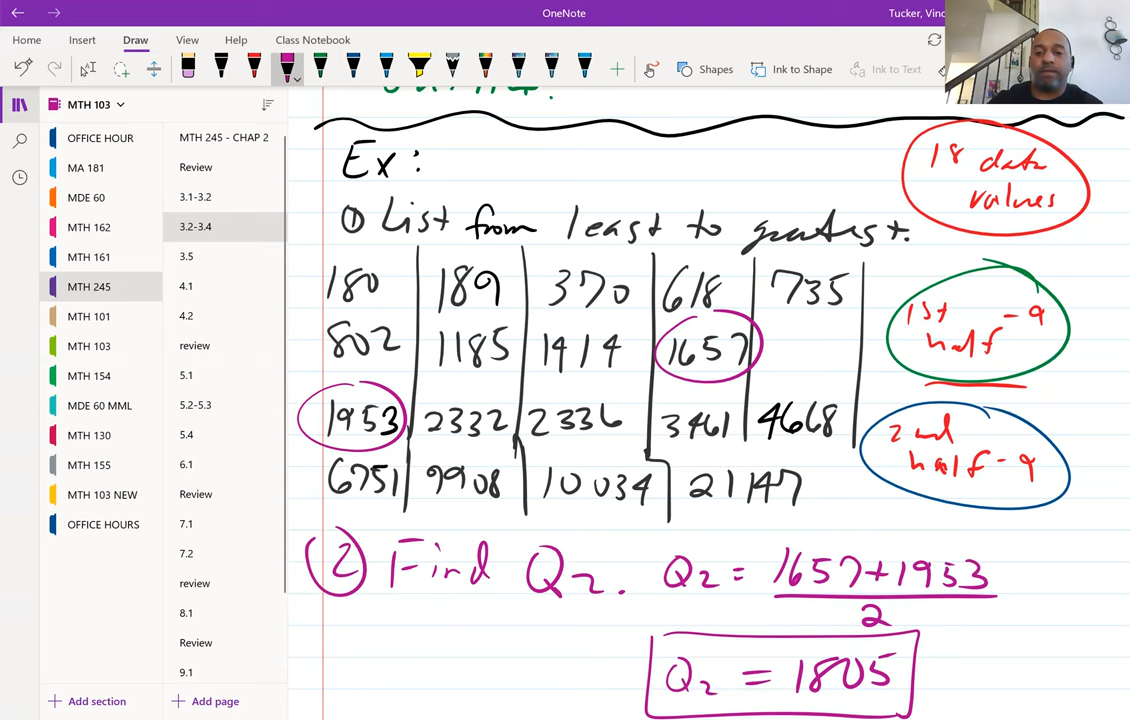 OneNote
Tucker, Vinc
Home Insert Draw View Help Class Notebook
Shapes Ink to Shape Ink to Text
MTH 103
OFFICE HOUR
MA 181
MDE 60
MTH 162
MTH 161
MTH 245
MTH 101
MTH 103
MTH 154
MDE 60 MML
MTH 130
MTH 155
MTH 103 NEW
OFFICE HOURS
Add section
MTH 245 - CHAP 2
Review
3.1-3.2
3.2-3.4
3.5
4.1
4.2
review
5.1
5.2-5.3
5.4
6.1
Review
7.1
7.2
review
8.1
Review
9.1
Add page
Ex:
① List from least to greatest.
180 189 370 618 735
802 1185 1414 1657
1953 2332 2336 3461 4668
6751 9908 10034 21147
18 data
values
1st
half - 9
2nd
half - 9
② Find Q2. Q2 = 1657+1953
2
Q2 = 1805